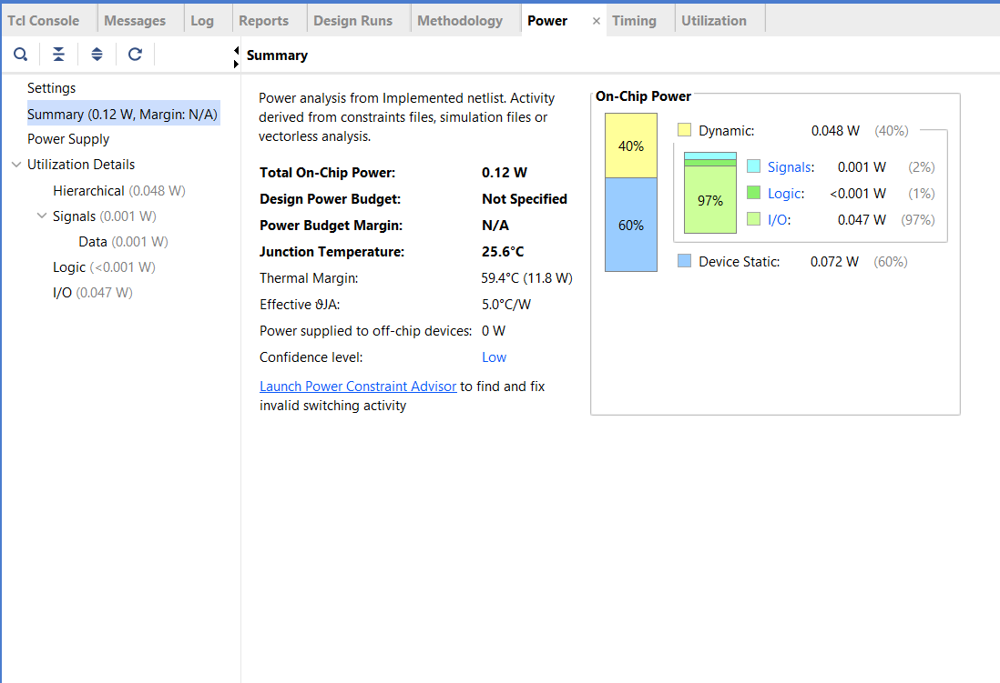 Tcl Console Messages Log Reports Design Runs Methodology Power × Timing Utilization
Summary
Settings
Summary (0.12 W, Margin: N/A)
Power Supply
Utilization Details
Hierarchical (0.048 W)
Signals (0.001 W)
Data (0.001 W)
Logic (<0.001 W)
I/O (0.047 W)
Power analysis from Implemented netlist. Activity
derived from constraints files, simulation files or
vectorless analysis.
Total On-Chip Power: 0.12 W
Design Power Budget: Not Specified
Power Budget Margin: N/A
Junction Temperature: 25.6°C
Thermal Margin: 59.4°C (11.8 W)
Effective ϑJA: 5.0°C/W
Power supplied to off-chip devices: 0 W
Confidence level: Low
Launch Power Constraint Advisor to find and fix
invalid switching activity
On-Chip Power
40%
60%
Dynamic: 0.048 W (40%)
97%
Signals: 0.001 W (2%)
Logic: <0.001 W (1%)
I/O: 0.047 W (97%)
Device Static: 0.072 W (60%)